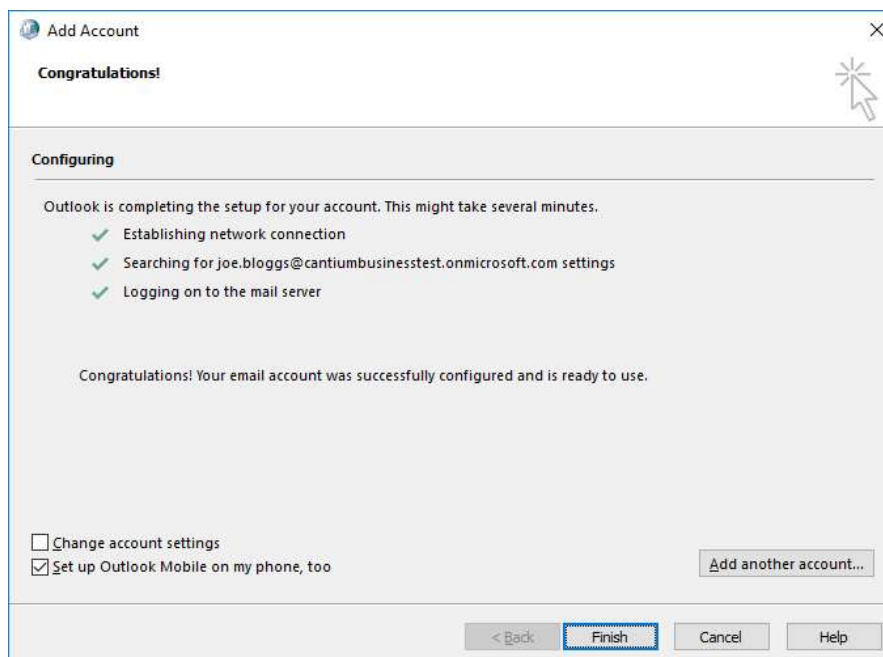 Add Account
Congratulations!
Configuring
Outlook is completing the setup for your account. This might take several minutes.
Establishing network connection
Searching for joe.bloggs@cantiumbusinesstest.onmicrosoft.com settings
Logging on to the mail server
Congratulations! Your email account was successfully configured and is ready to use.
Change account settings
Set up Outlook Mobile on my phone, too
Add another account...
< Back Finish Cancel Help